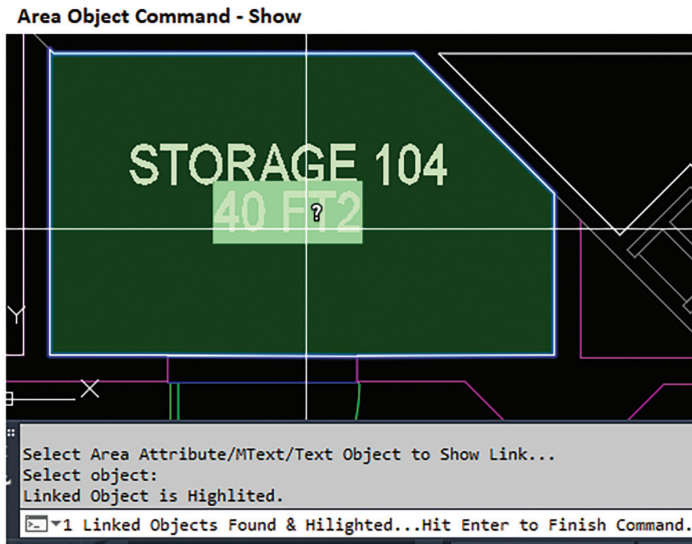 Area Object Command - Show
STORAGE 104
40 FT2
?
Y
X
Select Area Attribute/MText/Text Object to Show Link...
Select object:
Linked Object is Highlited.
1 Linked Objects Found & Hilighted...Hit Enter to Finish Command.